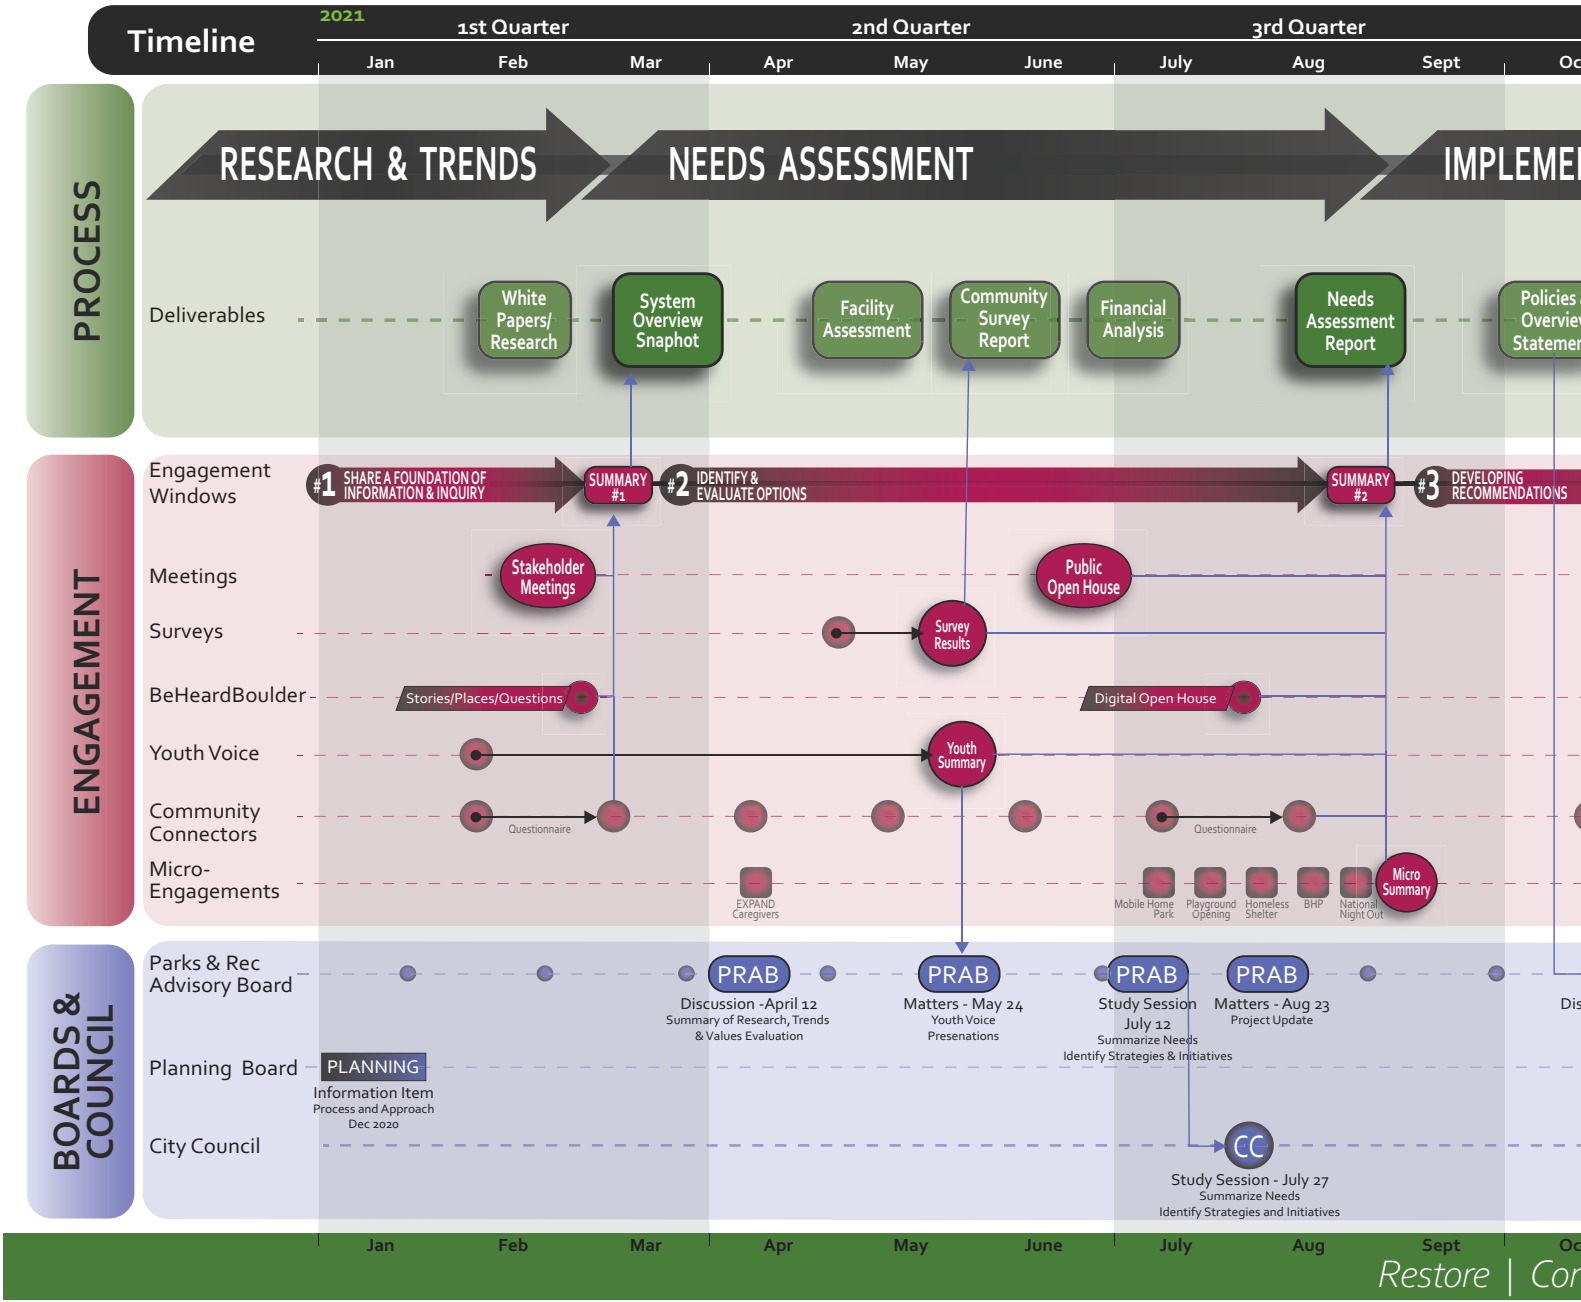 2021
Timeline
1st Quarter
2nd Quarter
3rd Quarter
Jan
Feb
Mar
Apr
May
June
July
Aug
Sept
PROCESS
RESEARCH & TRENDS
NEEDS ASSESSMENT
Deliverables
White
Papers/
Research
System
Overview
Snaphot
Facility
Assessment
Community
Survey
Report
Financial
Analysis
Needs
Assessment
Report
Policies
ENGAGEMENT
Engagement
Windows
#1 SHARE A FOUNDATION OF
INFORMATION & INQUIRY
SUMMARY
#1
#2 IDENTIFY &
EVALUATE OPTIONS
SUMMARY
#2
#3 DEVELOPING
RECOMMENDATIONS
Meetings
Stakeholder
Meetings
Public
Open House
Surveys
Survey
Results
BeHeardBoulder
Stories/Places/Questions
Digital Open House
Youth Voice
Youth
Summary
Community
Connectors
Questionnaire
Questionnaire
Micro-
Engagements
EXPAND
Caregivers
Mobile Home
Park
Playground
Opening
Homeless
Shelter
BHP
National
Night Out
Micro
Summary
BOARDS &
COUNCIL
Parks & Rec
Advisory Board
PRAB
Discussion -April 12
Summary of Research, Trends
& Values Evaluation
PRAB
Matters - May 24
Youth Voice
Presenations
PRAB
Study Session
July 12
Summarize Needs
Identify Strategies & Initiatives
PRAB
Matters - Aug 23
Project Update
Planning Board
PLANNING
Information Item
Process and Approach
Dec 2020
City Council
CC
Study Session - July 27
Summarize Needs
Identify Strategies and Initiatives
Jan
Feb
Mar
Apr
May
June
July
Aug
Sept
Restore |